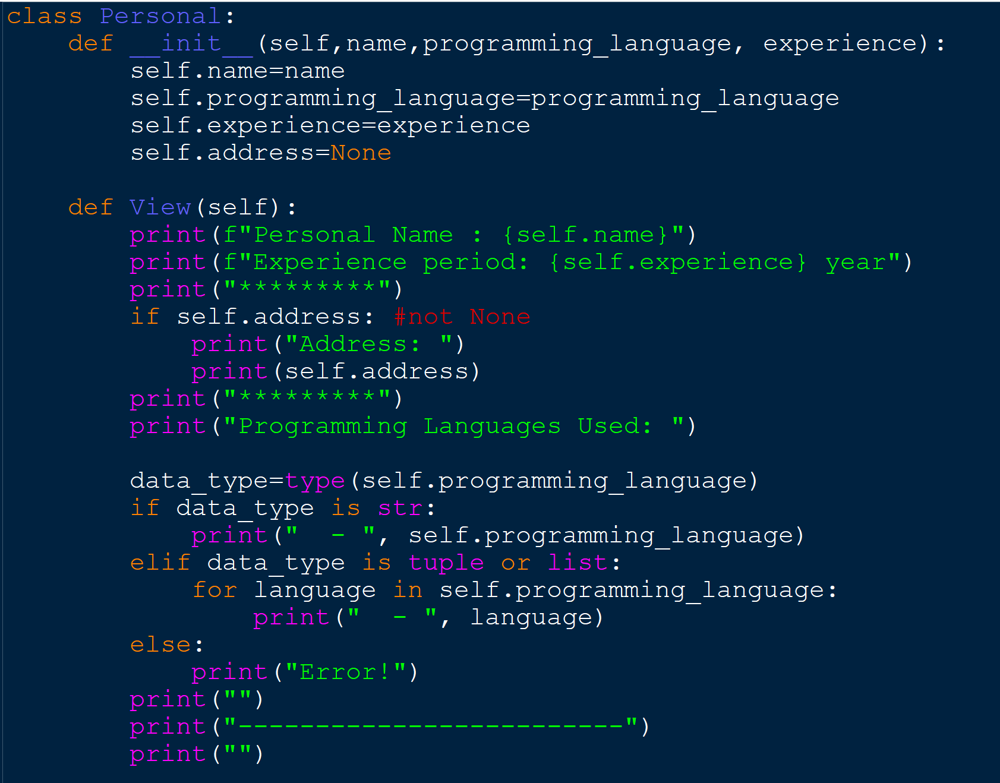 class Personal:
    def __init__(self,name,programming_language, experience):
        self.name=name
        self.programming_language=programming_language
        self.experience=experience
        self.address=None

    def View(self):
        print(f"Personal Name : {self.name}")
        print(f"Experience period: {self.experience} year")
        print("*********")
        if self.address: #not None
            print("Address: ")
            print(self.address)
        print("*********")
        print("Programming Languages Used: ")

        data_type=type(self.programming_language)
        if data_type is str:
            print("  - ", self.programming_language)
        elif data_type is tuple or list:
            for language in self.programming_language:
                print("  - ", language)
        else:
            print("Error!")
        print("")
        print("-------------------------")
        print("")